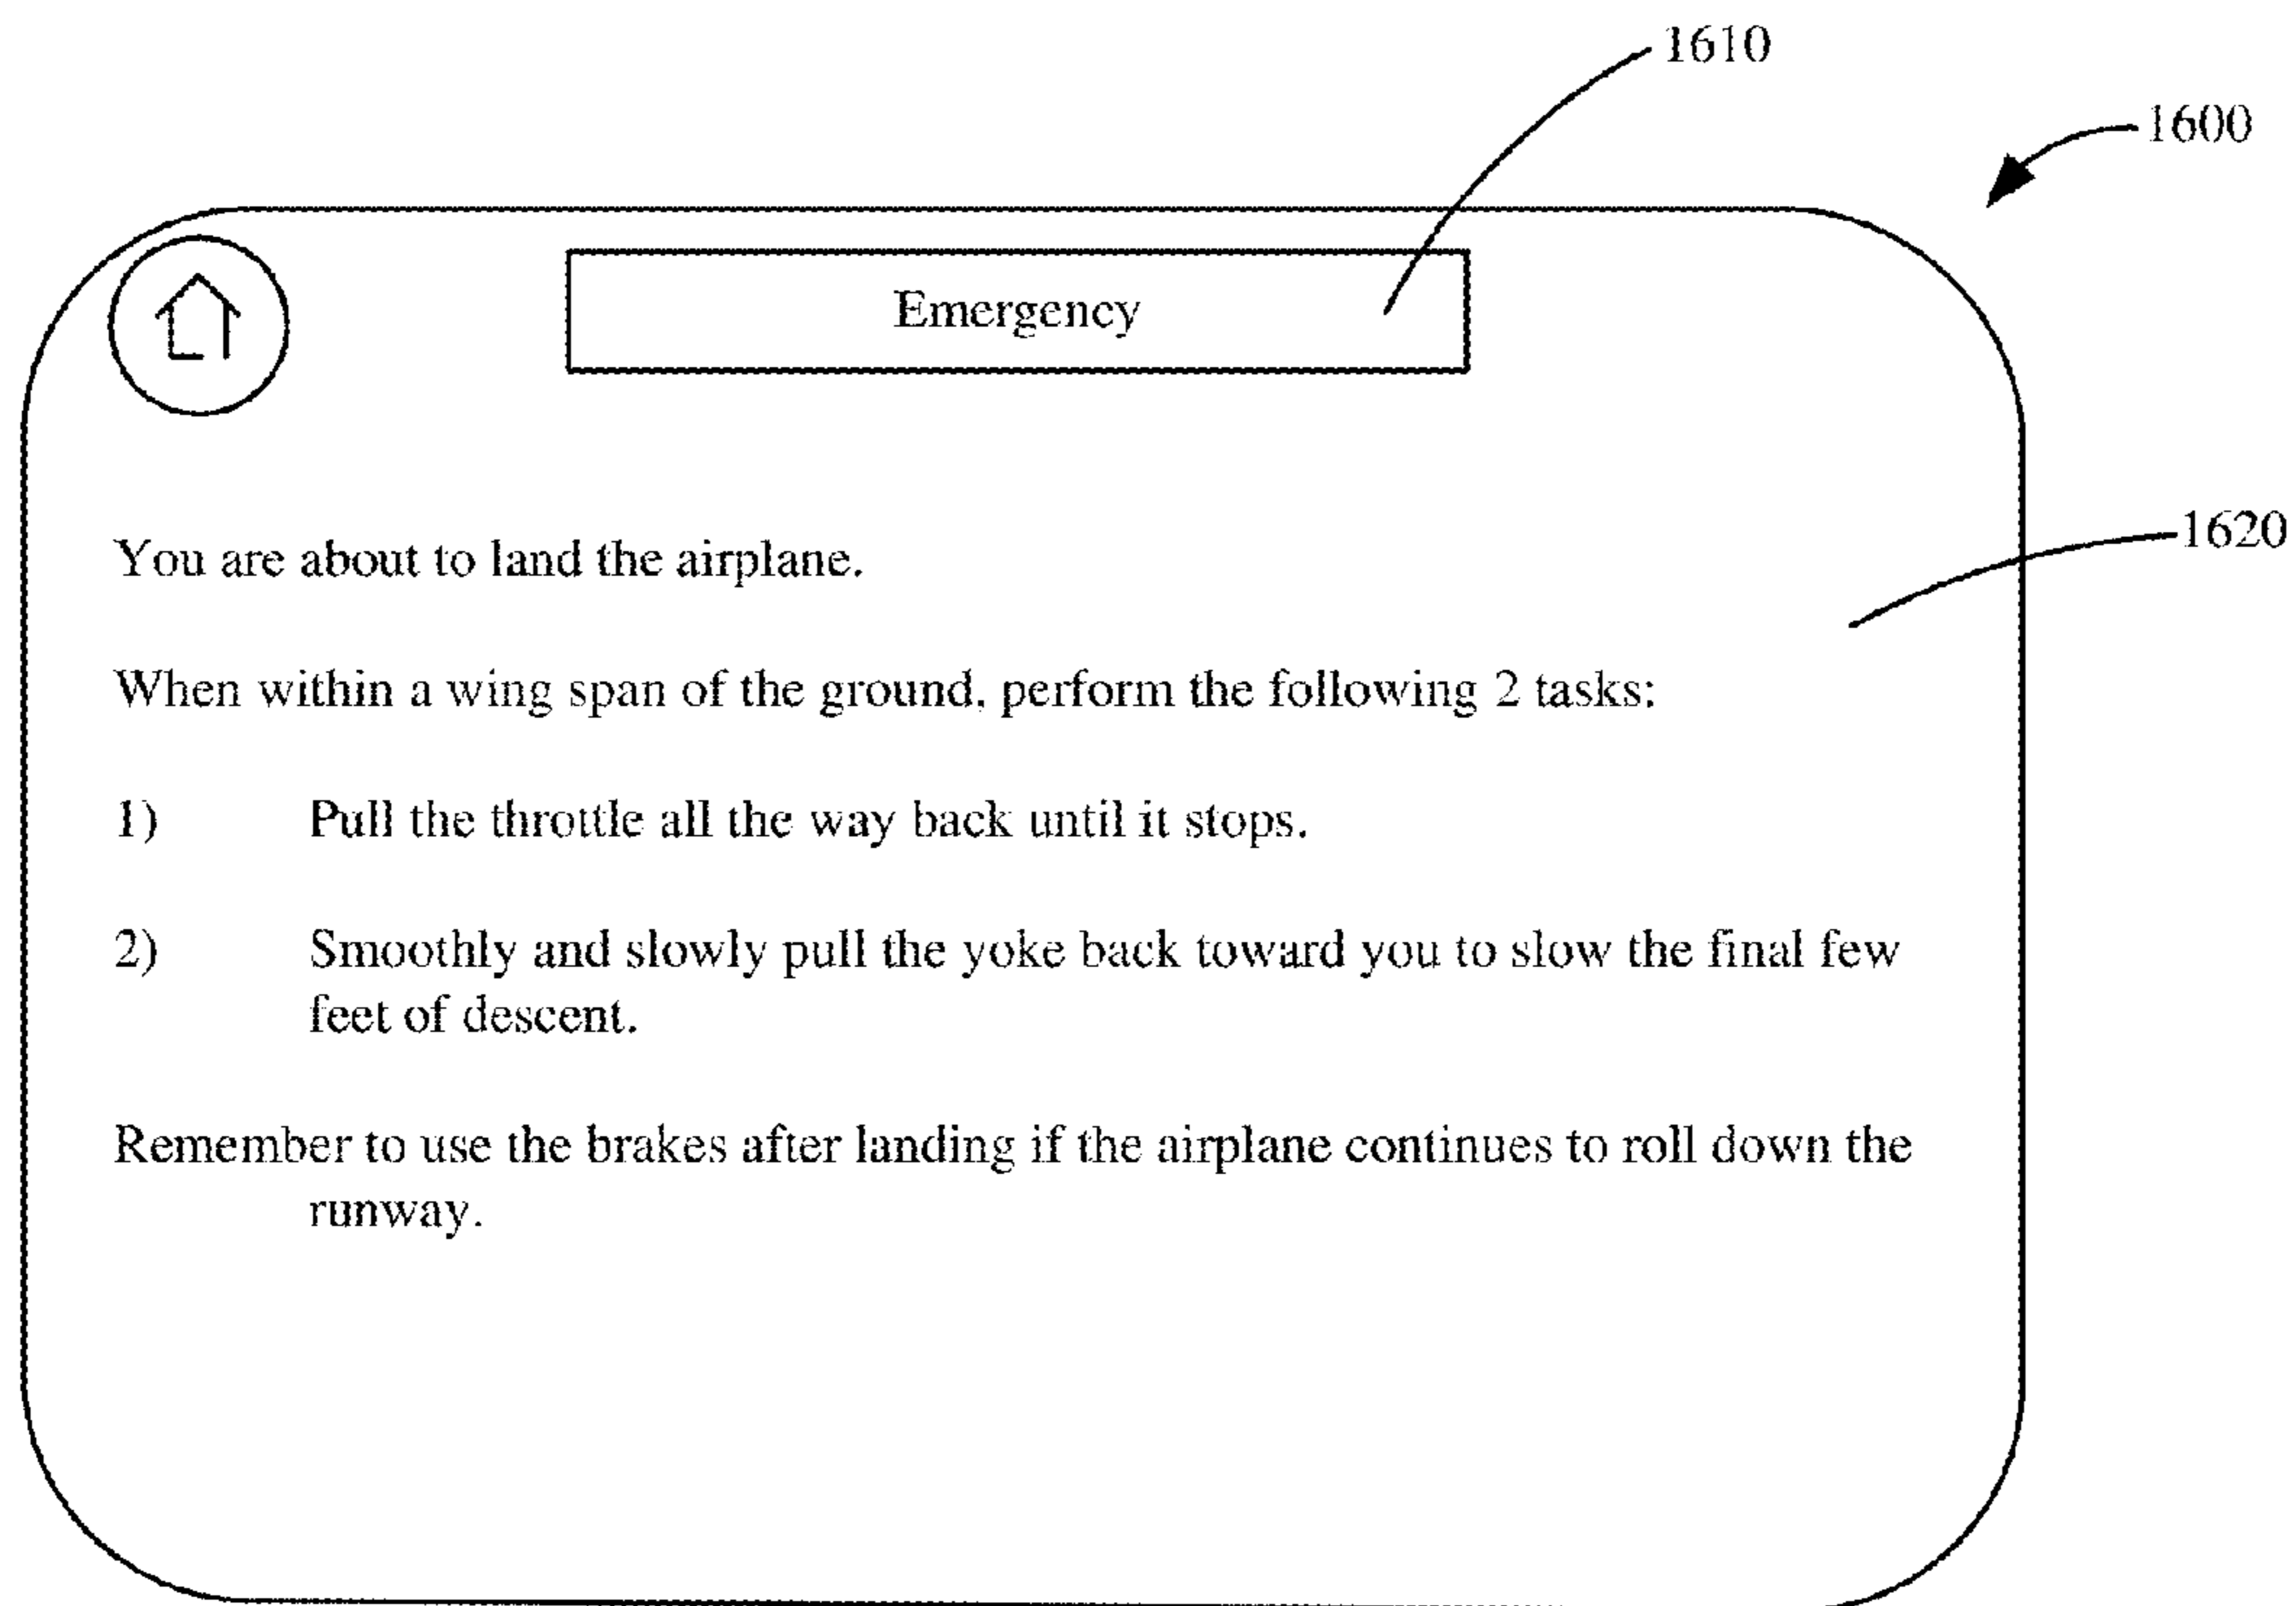 1610
1600
Emergency
1620
You are about to land the airplane.
When within a wing span of the ground, perform the following 2 tasks:
1) Pull the throttle all the way back until it stops.
2) Smoothly and slowly pull the yoke back toward you to slow the final few
feet of descent.
Remember to use the brakes after landing if the airplane continues to roll down the
runway.